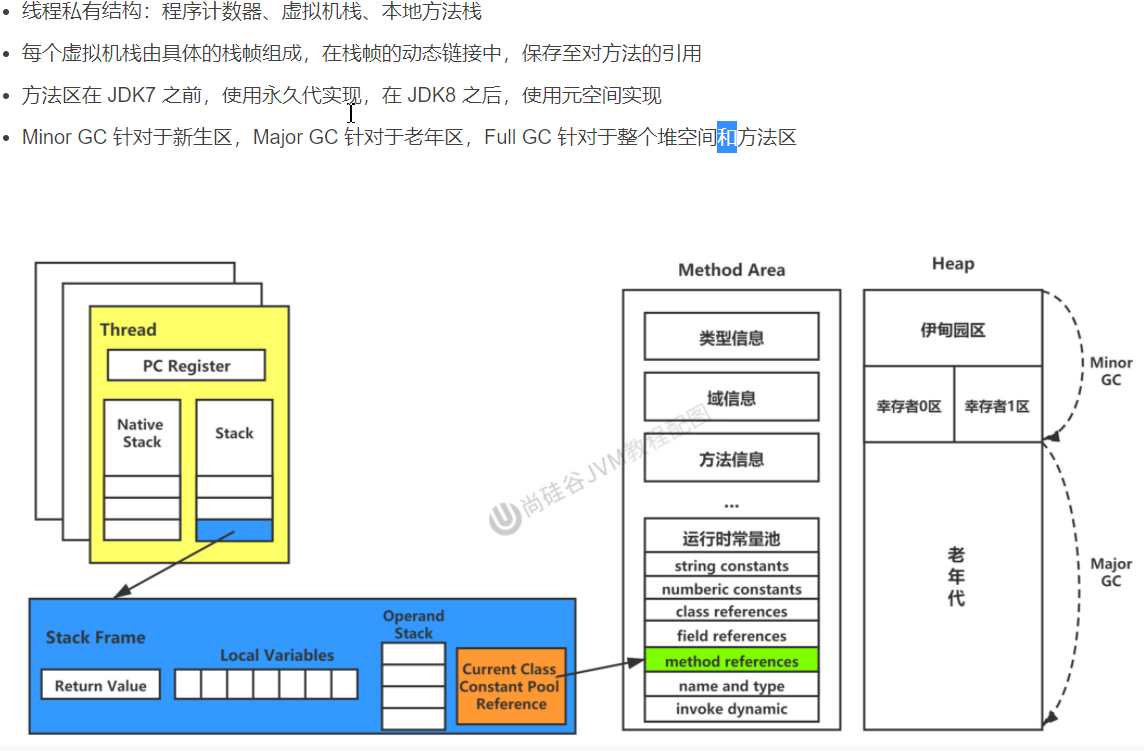 线程私有结构：程序计数器、虚拟机栈、本地方法栈
每个虚拟机栈由具体的栈帧组成，在栈帧的动态链接中，保存至对方法的引用
方法区在 JDK7 之前，使用永久代实现，在 JDK8 之后，使用元空间实现
Minor GC 针对于新生区，Major GC 针对于老年区，Full GC 针对于整个堆空间和方法区
Thread
PC Register
Native
Stack
Stack
Stack Frame
Return Value
Local Variables
Operand
Stack
Current Class
Constant Pool
Reference
Method Area
类型信息
域信息
方法信息
...
运行时常量池
string constants
numberic constants
class references
field references
method references
name and type
invoke dynamic
Heap
伊甸园区
幸存者0区
幸存者1区
老
年
代
Minor
GC
Major
GC
尚硅谷JVM教程配图